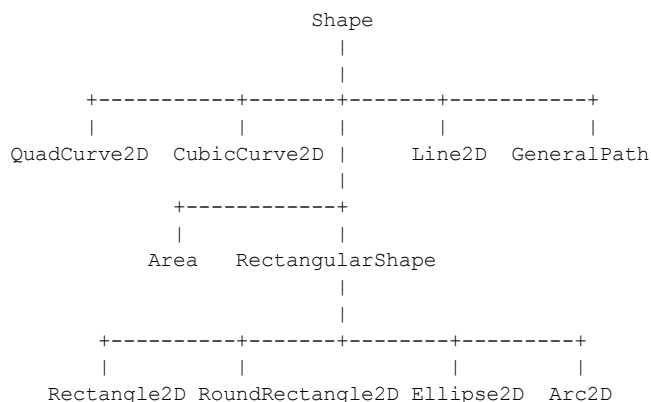 Shape
QuadCurve2D CubicCurve2D Line2D GeneralPath
Area RectangularShape
Rectangle2D RoundRectangle2D Ellipse2D Arc2D